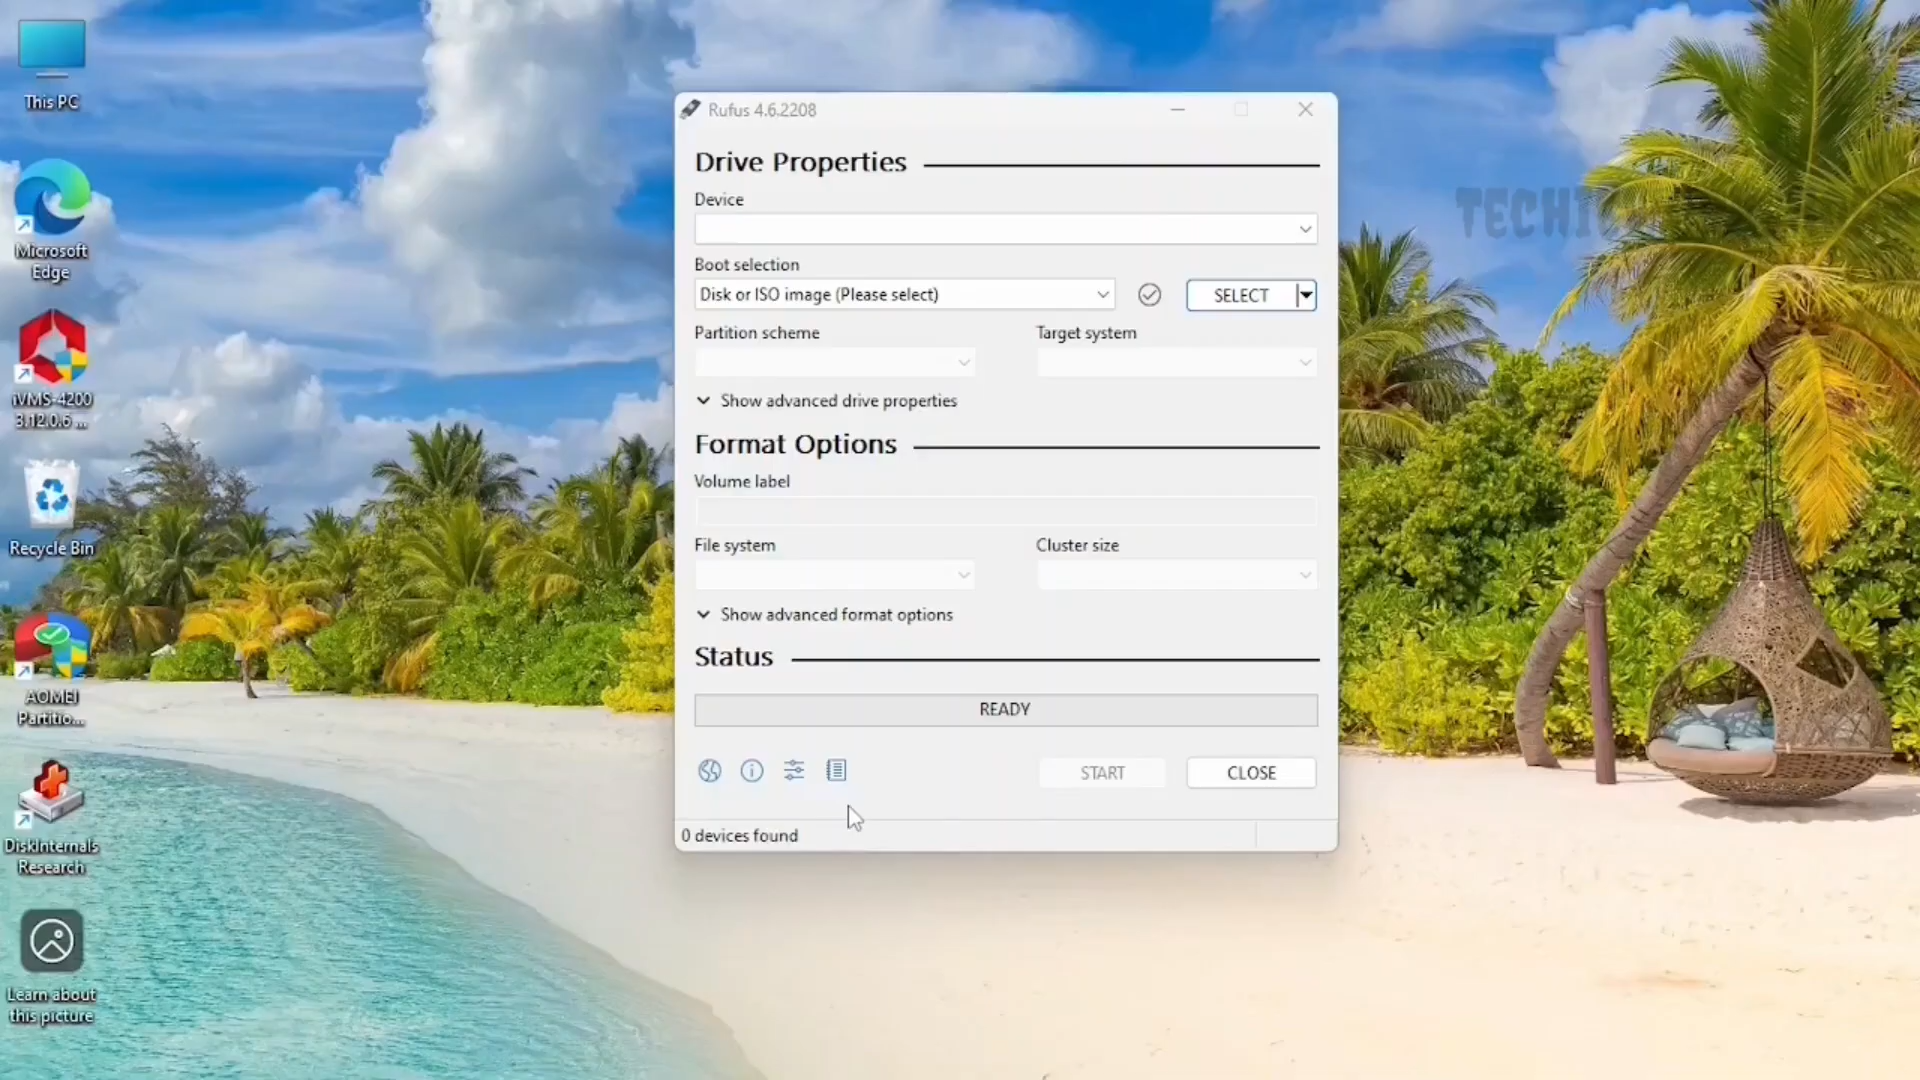 This PC
Microsoft
Edge
iVMS-4200
3.12.0.6 ...
Recycle Bin
AOMEI
Partitio...
DiskInternals
Research
Learn about
this picture
Rufus 4.6.2208
Drive Properties
Device
Boot selection
Disk or ISO image (Please select)
SELECT
Partition scheme
Target system
Show advanced drive properties
Format Options
Volume label
File system
Cluster size
Show advanced format options
Status
READY
START
CLOSE
0 devices found